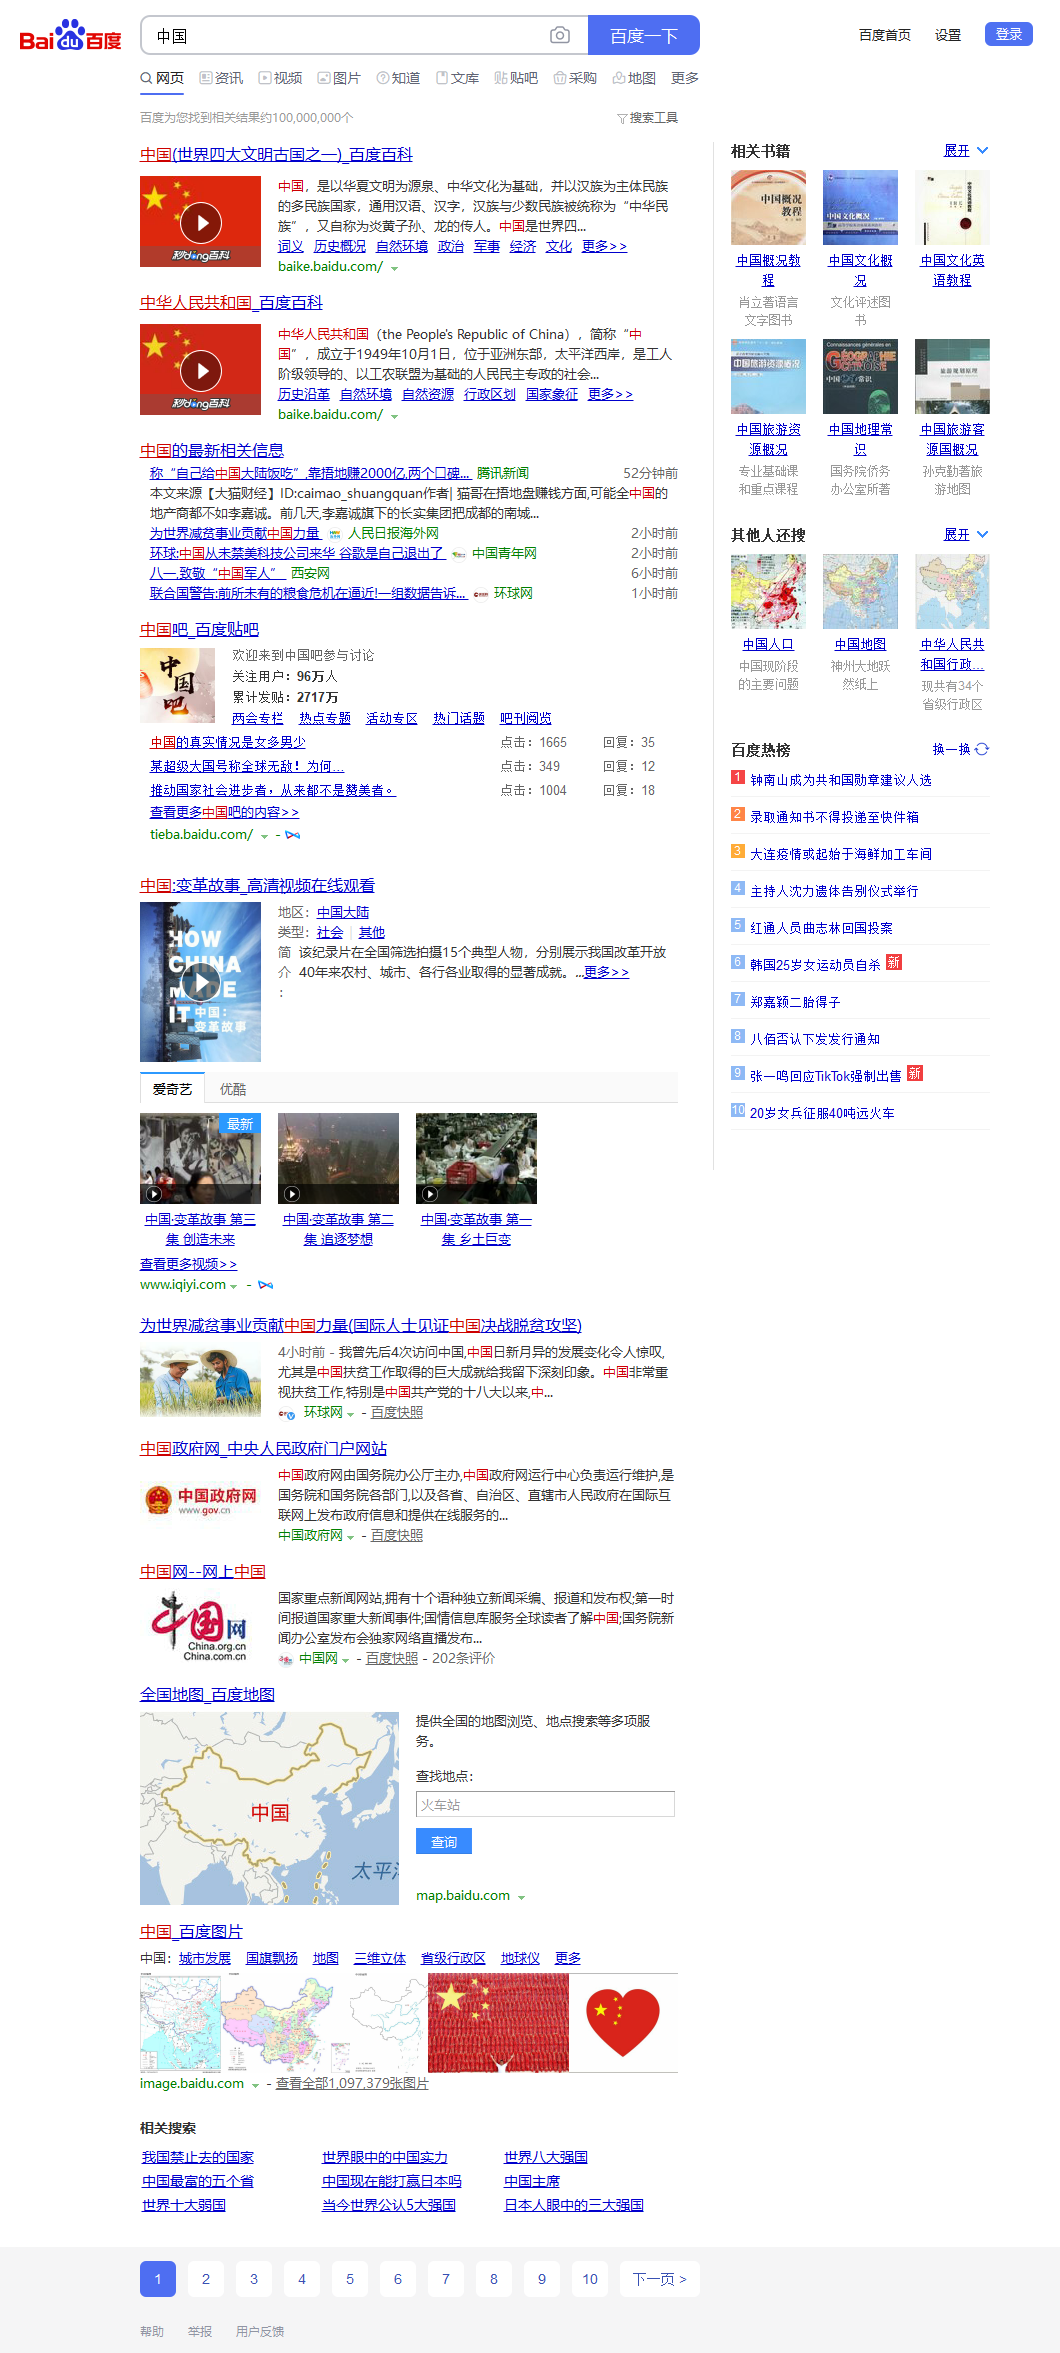 Bai du 百度
中国
百度一下
百度首页 设置 登录
网页 资讯 视频 图片 知道 文库 贴吧 采购 地图 更多
百度为您找到相关结果约100,000,000个
搜索工具
中国(世界四大文明古国之一)_百度百科
秒dong百科
中国，是以华夏文明为源泉、中华文化为基础，并以汉族为主体民族
的多民族国家，通用汉语、汉字，汉族与少数民族被统称为“中华民
族”，又自称为炎黄子孙、龙的传人。中国是世界四...
词义 历史概况 自然环境 政治 军事 经济 文化 更多>>
baike.baidu.com/
中华人民共和国_百度百科
秒dong百科
中华人民共和国（the People's Republic of China），简称“中
国”，成立于1949年10月1日，位于亚洲东部，太平洋西岸，是工人
阶级领导的、以工农联盟为基础的人民民主专政的社会...
历史沿革 自然环境 自然资源 行政区划 国家象征 更多>>
baike.baidu.com/
中国的最新相关信息
称“自己给中国大陆饭吃”,靠捂地赚2000亿,两个口碑... 腾讯新闻 52分钟前
本文来源【大猫财经】ID:caimao_shuangquan作者| 猫哥在捂地盘赚钱方面,可能全中国的
地产商都不如李嘉诚。前几天,李嘉诚旗下的长实集团把成都的南城...
为世界减贫事业贡献中国力量 人民日报海外网 2小时前
环球:中国从未禁美科技公司来华 谷歌是自己退出了 中国青年网 2小时前
八一,致敬“中国军人” 西安网 6小时前
联合国警告:前所未有的粮食危机在逼近!一组数据告诉... 环球网 1小时前
中国吧_百度贴吧
中国吧
欢迎来到中国吧参与讨论
关注用户：96万人
累计发贴：2717万
两会专栏 热点专题 活动专区 热门话题 吧刊阅览
中国的真实情况是女多男少 点击：1665 回复：35
某超级大国号称全球无敌！为何... 点击：349 回复：12
推动国家社会进步者，从来都不是赞美者。 点击：1004 回复：18
查看更多中国吧的内容>>
tieba.baidu.com/ -
中国:变革故事_高清视频在线观看
HOW
CHINA
MADE
IT 中国:
变革故事
地区：中国大陆
类型：社会 | 其他
简介：
该纪录片在全国筛选拍摄15个典型人物，分别展示我国改革开放
40年来农村、城市、各行各业取得的显著成就。...更多>>
爱奇艺 优酷
最新
中国·变革故事 第三
集 创造未来
中国·变革故事 第二
集 追逐梦想
中国·变革故事 第一
集 乡土巨变
查看更多视频>>
www.iqiyi.com -
为世界减贫事业贡献中国力量(国际人士见证中国决战脱贫攻坚)
4小时前 - 我曾先后4次访问中国,中国日新月异的发展变化令人惊叹,
尤其是中国扶贫工作取得的巨大成就给我留下深刻印象。中国非常重
视扶贫工作,特别是中国共产党的十八大以来,中...
环球网 - 百度快照
中国政府网_中央人民政府门户网站
中国政府网
www.gov.cn
中国政府网由国务院办公厅主办,中国政府网运行中心负责运行维护,是
国务院和国务院各部门,以及各省、自治区、直辖市人民政府在国际互
联网上发布政府信息和提供在线服务的...
中国政府网 - 百度快照
中国网--网上中国
中国网
China.org.cn
China.com.cn
国家重点新闻网站,拥有十个语种独立新闻采编、报道和发布权;第一时
间报道国家重大新闻事件;国情信息库服务全球读者了解中国;国务院新
闻办公室发布会独家网络直播发布...
中国网 - 百度快照 - 202条评价
全国地图_百度地图
中国
太平洋
提供全国的地图浏览、地点搜索等多项服
务。
查找地点：
火车站
查询
map.baidu.com
中国_百度图片
中国：城市发展 国旗飘扬 地图 三维立体 省级行政区 地球仪 更多
image.baidu.com - 查看全部1,097,379张图片
相关搜索
我国禁止去的国家 世界眼中的中国实力 世界八大强国
中国最富的五个省 中国现在能打赢日本吗 中国主席
世界十大弱国 当今世界公认5大强国 日本人眼中的三大强国
1 2 3 4 5 6 7 8 9 10 下一页 >
帮助 举报 用户反馈
相关书籍 展开
中国概况
教程
中国文化概况
中国概况教
程
肖立著语言
文字图书
中国文化概
况
文化评述图
书
中国文化英
语教程
中国旅游资源概况
Connaissances générales en
GÉOGRAPHIE
CHINOISE
中国地理常识
旅游规划原理
中国旅游资
源概况
专业基础课
和重点课程
中国地理常
识
国务院侨务
办公室所著
中国旅游客
源国概况
孙克勤著旅
游地图
其他人还搜 展开
中国人口
中国现阶段
的主要问题
中国地图
神州大地跃
然纸上
中华人民共
和国行政...
现共有34个
省级行政区
百度热榜 换一换
1 钟南山成为共和国勋章建议人选
2 录取通知书不得投递至快件箱
3 大连疫情或起始于海鲜加工车间
4 主持人沈力遗体告别仪式举行
5 红通人员曲志林回国投案
6 韩国25岁女运动员自杀 新
7 郑嘉颖二胎得子
8 八佰否认下发发行通知
9 张一鸣回应TikTok强制出售 新
10 20岁女兵征服40吨远火车